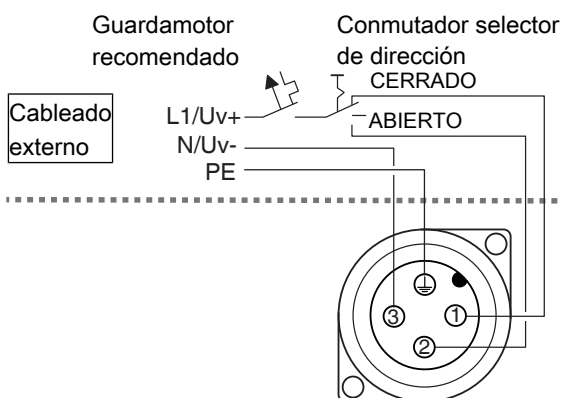 Guardamotor
recomendado
Conmutador selector
de dirección
CERRADO
Cableado
externo
L1/Uv+
ABIERTO
N/Uv-
PE
3
1
2